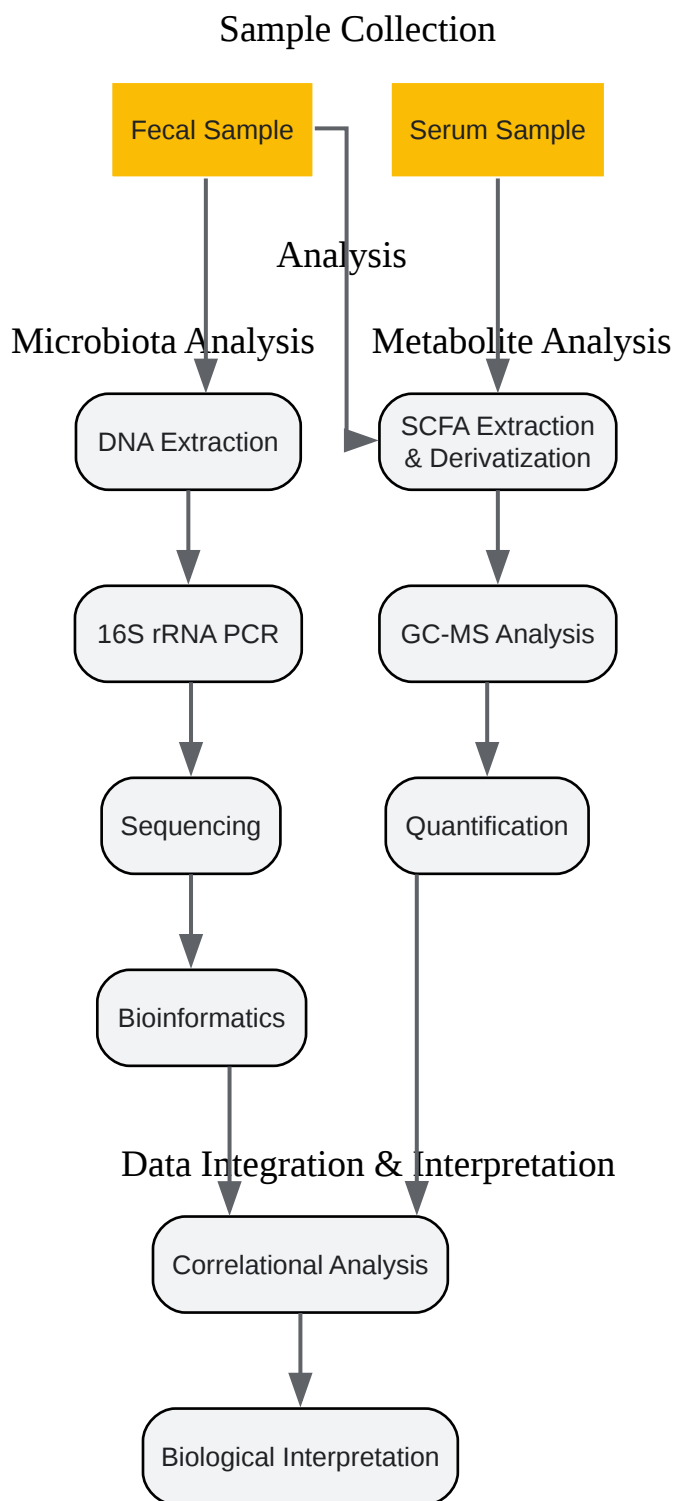 Sample Collection
Fecal Sample
Serum Sample
Analysis
Microbiota Analysis
Metabolite Analysis
DNA Extraction
SCFA Extraction
& Derivatization
16S rRNA PCR
GC-MS Analysis
Sequencing
Quantification
Bioinformatics
Data Integration & Interpretation
Correlational Analysis
Biological Interpretation